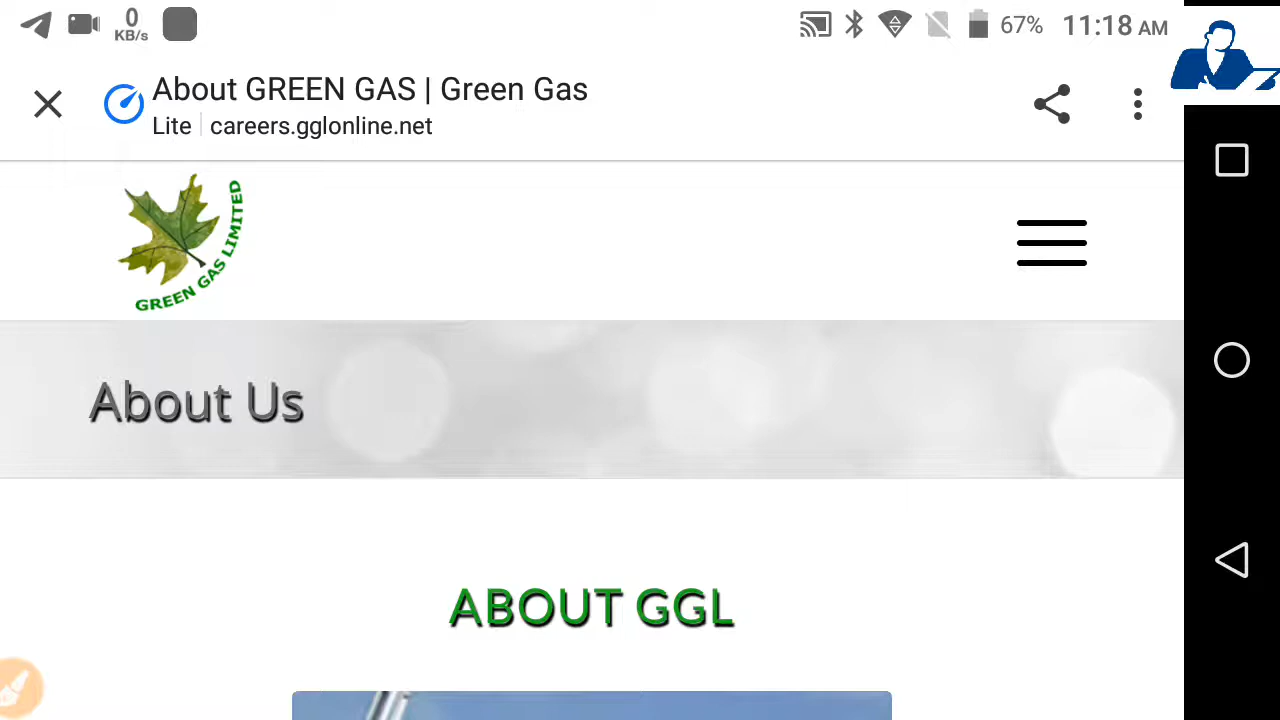 0
KB/s
67%
11:18 AM
About GREEN GAS | Green Gas
Lite
careers.gglonline.net
GREEN GAS LIMITED
About Us
ABOUT GGL